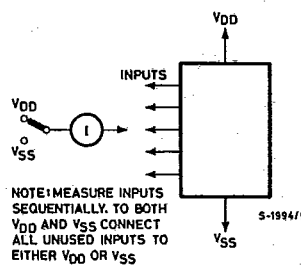 VDD
INPUTS
VDD
I
VSS
NOTE: MEASURE INPUTS
SEQUENTIALLY. TO BOTH
VDD AND VSS CONNECT
ALL UNUSED INPUTS TO
EITHER VDD OR VSS
S-1994/
VSS